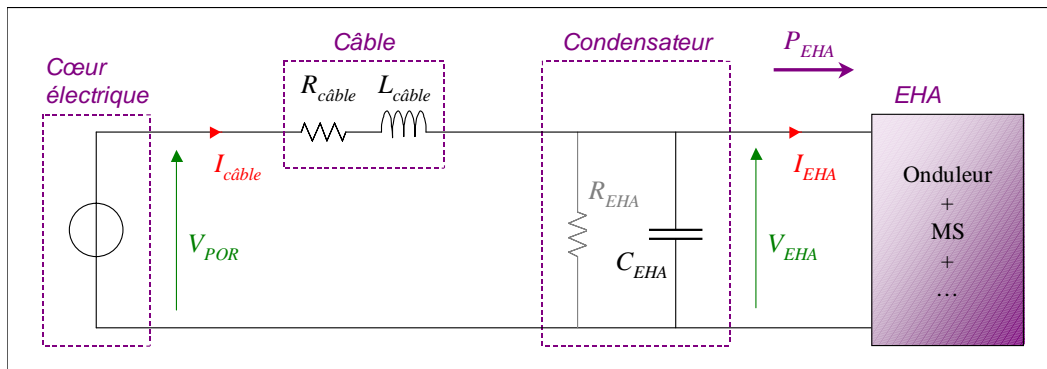 Cœur
électrique
Câble
Condensateur
P_EHA
EHA
R_câble
L_câble
I_câble
I_EHA
R_EHA
C_EHA
V_POR
V_EHA
Onduleur
+
MS
+
...